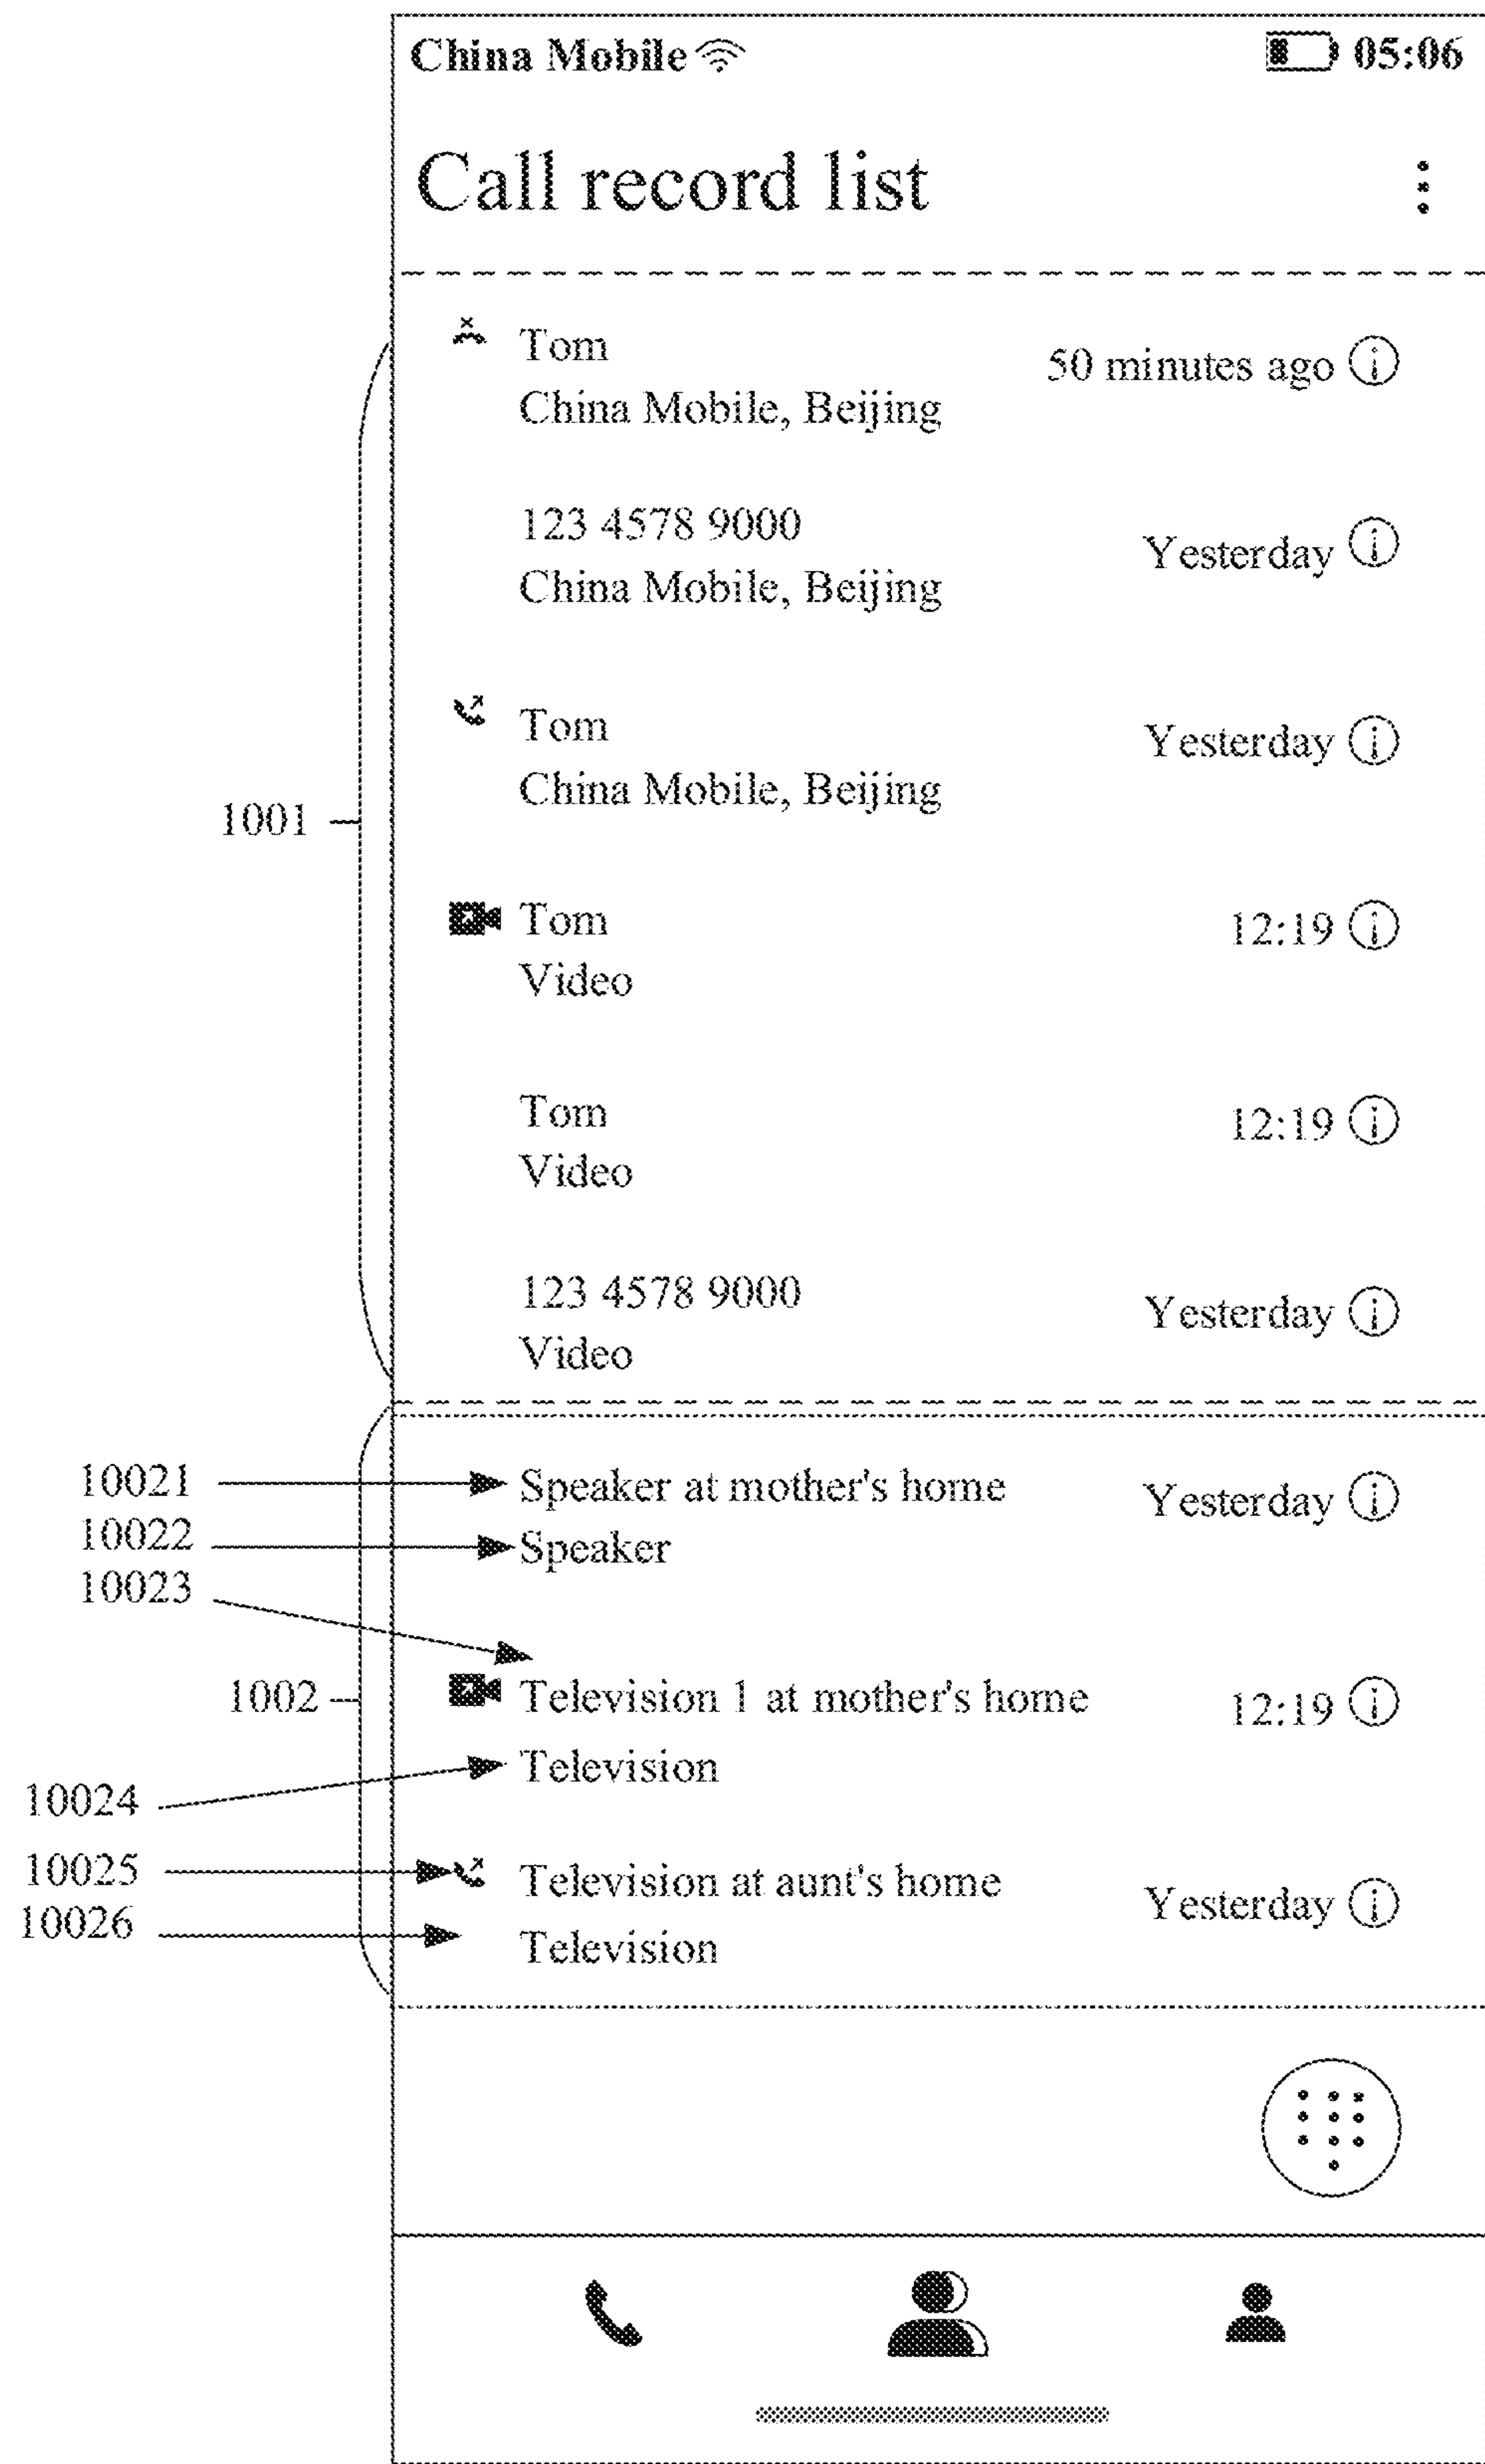 China Mobile 05:06
Call record list
Tom
50 minutes ago
China Mobile, Beijing
123 4578 9000
Yesterday
China Mobile, Beijing
Tom
Yesterday
China Mobile, Beijing
1001
Tom
12:19
Video
Tom
12:19
Video
123 4578 9000
Yesterday
Video
10021
Speaker at mother's home
Yesterday
10022
Speaker
10023
1002
Television 1 at mother's home
12:19
Television
10024
10025
Television at aunt's home
Yesterday
10026
Television